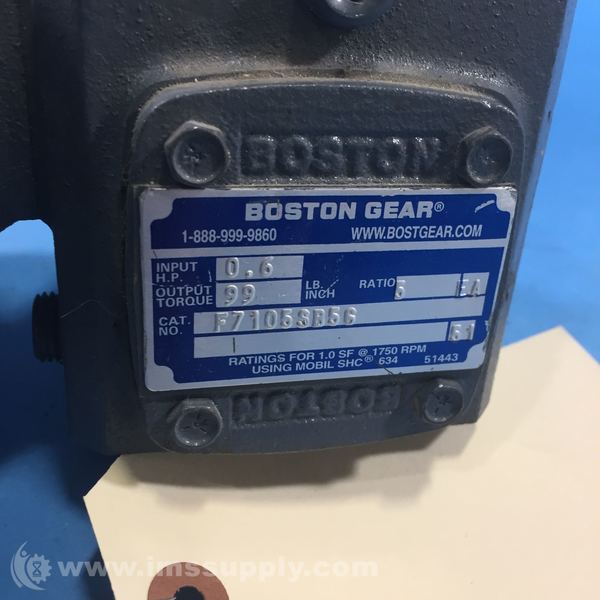 BOSTON
BOSTON GEAR®
1-888-999-9860 WWW.BOSTGEAR.COM
INPUT H.P. 0.6
OUTPUT TORQUE 99 LB. INCH RATIO 5 EA
CAT. NO. F7105SB5G
51
RATINGS FOR 1.0 SF @ 1750 RPM
USING MOBIL SHC® 634 51443
BOSTON
www.imssupply.com